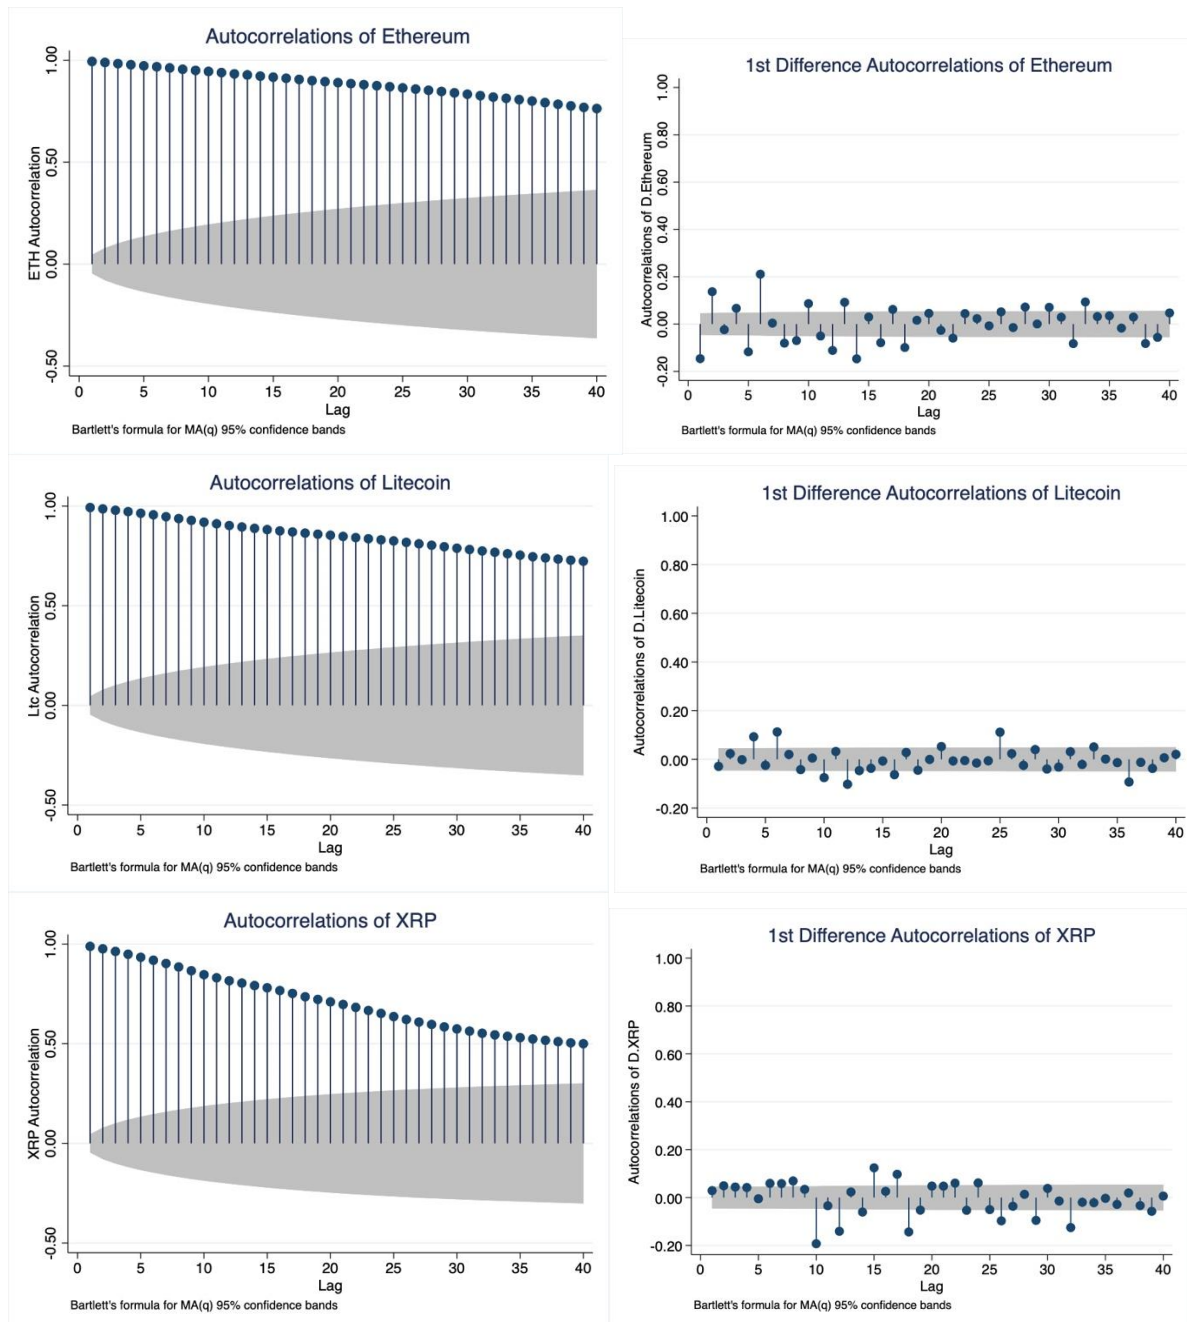 Autocorrelations of Ethereum
ETH Autocorrelation
1.00
0.50
0.00
-0.50
0 5 10 15 20 25 30 35 40
Lag
Bartlett's formula for MA(q) 95% confidence bands
1st Difference Autocorrelations of Ethereum
Autocorrelations of D.Ethereum
1.00
0.80
0.60
0.40
0.20
0.00
-0.20
0 5 10 15 20 25 30 35 40
Lag
Bartlett's formula for MA(q) 95% confidence bands
Autocorrelations of Litecoin
Ltc Autocorrelation
1.00
0.50
0.00
-0.50
0 5 10 15 20 25 30 35 40
Lag
Bartlett's formula for MA(q) 95% confidence bands
1st Difference Autocorrelations of Litecoin
Autocorrelations of D.Litecoin
1.00
0.80
0.60
0.40
0.20
0.00
-0.20
0 5 10 15 20 25 30 35 40
Lag
Bartlett's formula for MA(q) 95% confidence bands
Autocorrelations of XRP
XRP Autocorrelation
1.00
0.50
0.00
-0.50
0 5 10 15 20 25 30 35 40
Lag
Bartlett's formula for MA(q) 95% confidence bands
1st Difference Autocorrelations of XRP
Autocorrelations of D.XRP
1.00
0.80
0.60
0.40
0.20
0.00
-0.20
0 5 10 15 20 25 30 35 40
Lag
Bartlett's formula for MA(q) 95% confidence bands